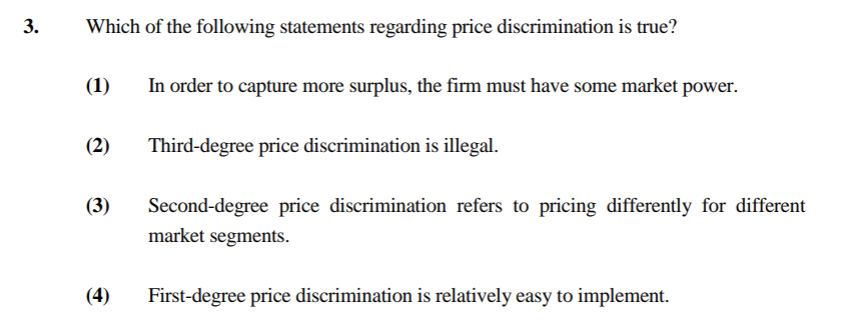 3. Which of the following statements regarding price discrimination is true?
(1) In order to capture more surplus, the firm must have some market power.
(2) Third-degree price discrimination is illegal.
(3) Second-degree price discrimination refers to pricing differently for different
market segments.
(4) First-degree price discrimination is relatively easy to implement.